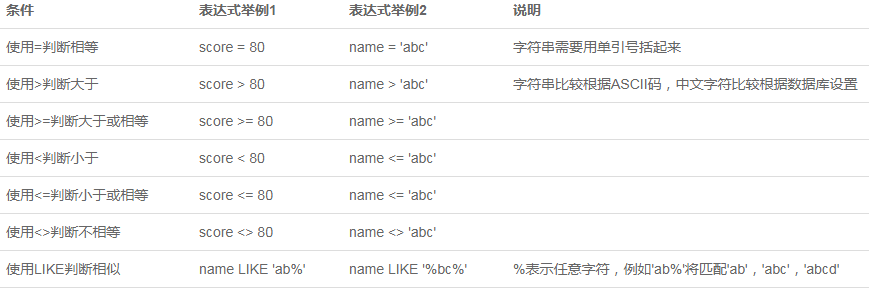 条件 表达式举例1 表达式举例2 说明
使用=判断相等 score = 80 name = 'abc' 字符串需要用单引号括起来
使用>判断大于 score > 80 name > 'abc' 字符串比较根据ASCII码，中文字符比较根据数据库设置
使用>=判断大于或相等 score >= 80 name >= 'abc'
使用<判断小于 score < 80 name <= 'abc'
使用<=判断小于或相等 score <= 80 name <= 'abc'
使用<>判断不相等 score <> 80 name <> 'abc'
使用LIKE判断相似 name LIKE 'ab%' name LIKE '%bc%' %表示任意字符，例如'ab%'将匹配'ab'，'abc'，'abcd'